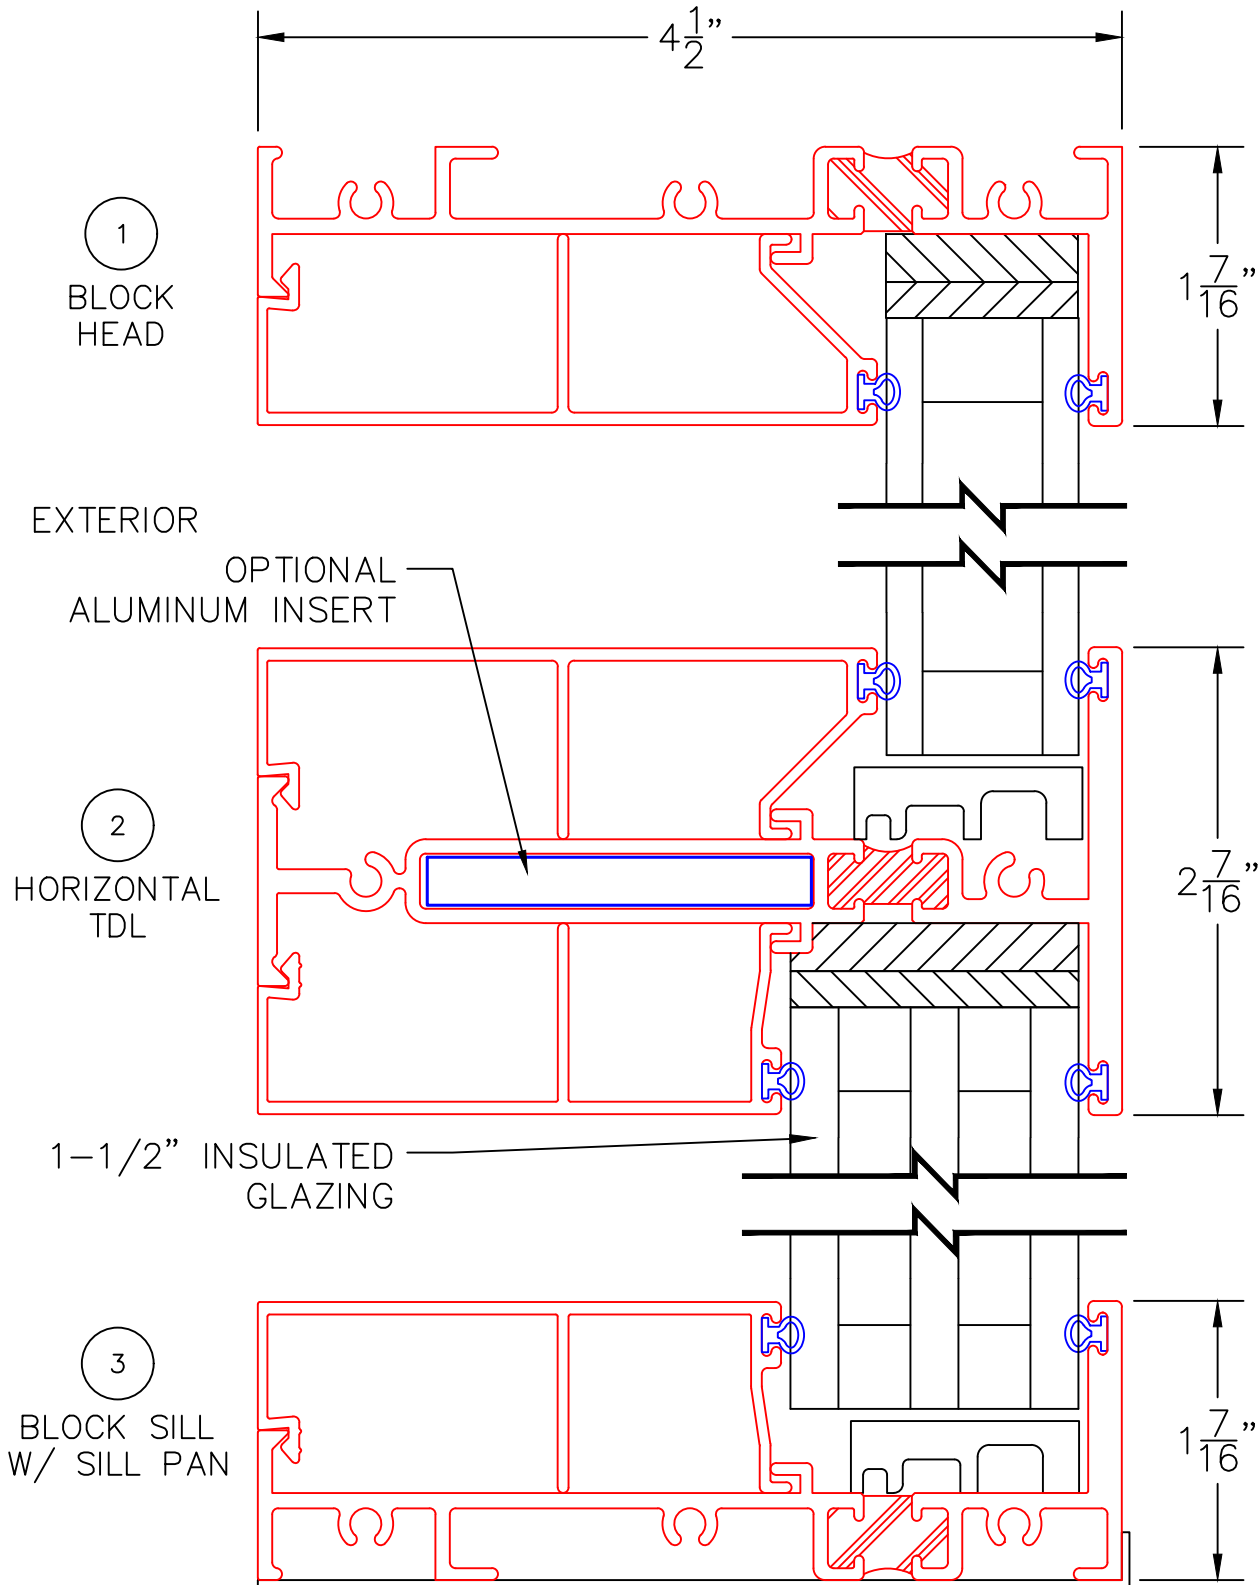 4 1/2”
1
BLOCK
HEAD
1 7/16”
EXTERIOR
OPTIONAL
ALUMINUM INSERT
2
HORIZONTAL
TDL
2 7/16”
1-1/2” INSULATED
GLAZING
3
BLOCK SILL
W/ SILL PAN
1 7/16”